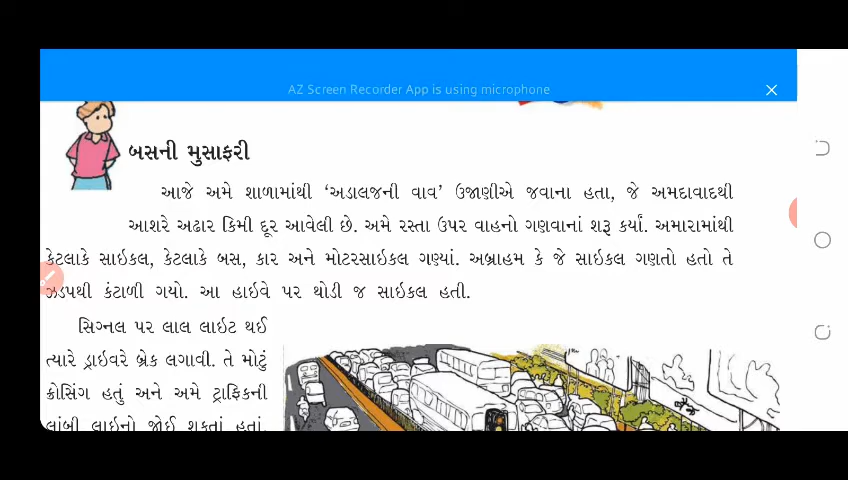 AZ Screen Recorder App is using microphone
બસની મુસાફરી
આજે અમે શાળામાંથી ‘અડાલજની વાવ’ ઉજાણીએ જવાના હતા, જે અમદાવાદથી
આશરે અઢાર કિમી દૂર આવેલી છે. અમે રસ્તા ઉપર વાહનો ગણવાનાં શરૂ કર્યાં. અમારામાંથી
કેટલાકે સાઇકલ, કેટલાકે બસ, કાર અને મોટરસાઇકલ ગણ્યાં. અબ્રાહમ કે જે સાઇકલ ગણતો હતો તે
ઝડપથી કંટાળી ગયો. આ હાઇવે પર થોડી જ સાઇકલ હતી.
સિગ્નલ પર લાલ લાઇટ થઈ
ત્યારે ડ્રાઇવરે બ્રેક લગાવી. તે મોટું
ક્રોસિંગ હતું અને અમે ટ્રાફિકની
લાંબી લાઇનો જોઈ શકતાં હતાં.